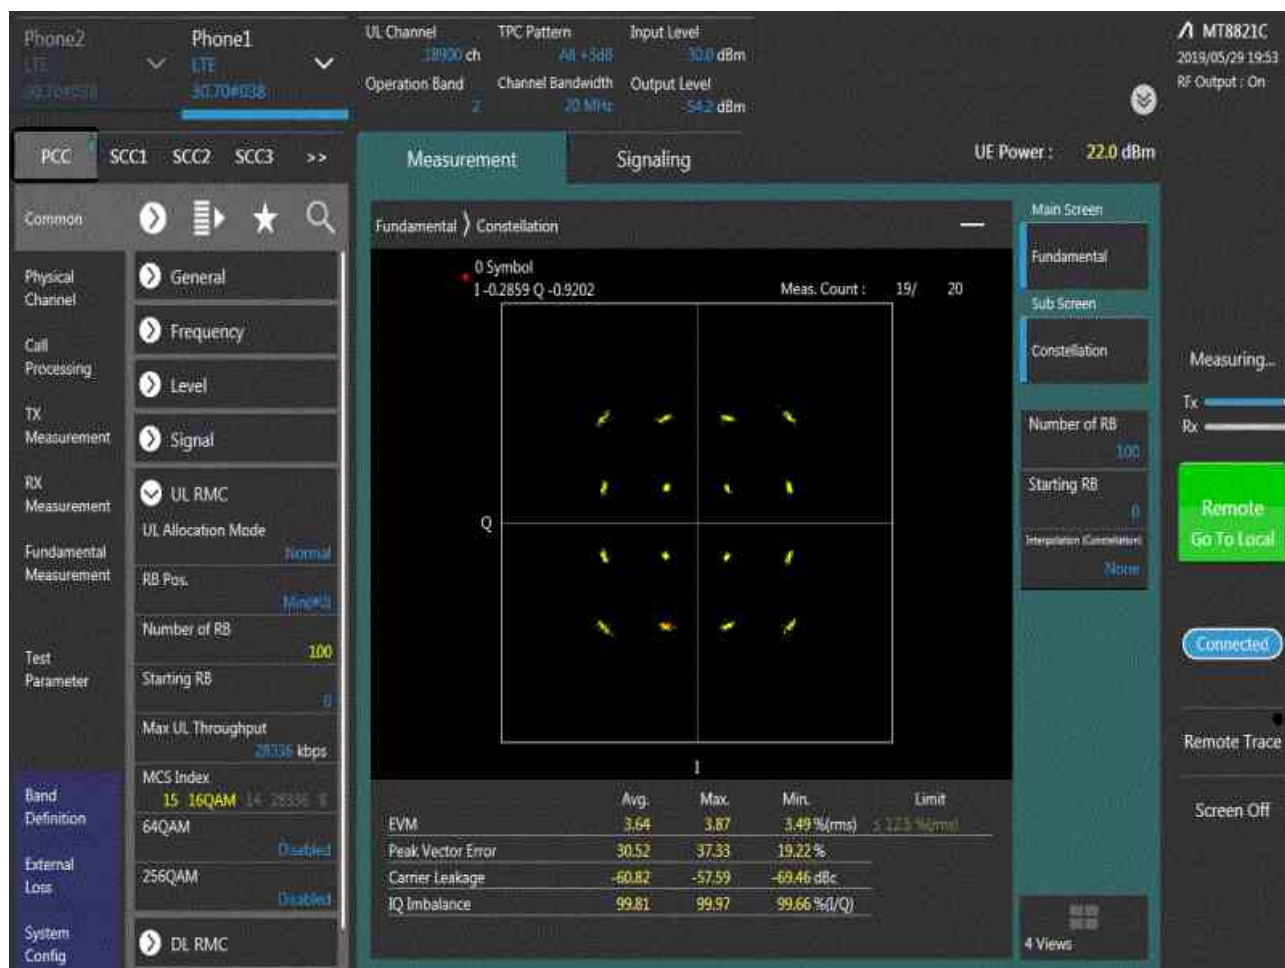 Phone2
LTE
Phone1
LTE
30.70#038
UL Channel
18900 ch
TPC Pattern
All +3dB
Input Level
30.0 dBm
Operation Band
2
Channel Bandwidth
20 MHz
Output Level
-54.2 dBm
MT8821C
2019/05/29 19:53
RF Output : On
PCC
SCC1
SCC2
SCC3
>>
Measurement
Signaling
UE Power : 22.0 dBm
Common
Physical
Channel
Call
Processing
TX
Measurement
RX
Measurement
Fundamental
Measurement
Test
Parameter
Band
Definition
External
Loss
System
Config
General
Frequency
Level
Signal
UL RMC
UL Allocation Mode
Normal
RB Pos.
Min(#0)
Number of RB
100
Starting RB
0
Max UL Throughput
28336 kbps
MCS Index
15 16QAM 14 28336
64QAM
Disabled
256QAM
Disabled
DL RMC
Fundamental 〉 Constellation
0 Symbol
I -0.2859 Q -0.9202
Meas. Count : 19/ 20
Q
I
Avg. Max. Min. Limit
EVM 3.64 3.87 3.49 %(rms) ≤ 12.5 %(rms)
Peak Vector Error 30.52 37.33 19.22 %
Carrier Leakage -60.82 -57.59 -69.46 dBc
IQ Imbalance 99.81 99.97 99.66 %(I/Q)
Main Screen
Fundamental
Sub Screen
Constellation
Number of RB
100
Starting RB
0
Interpolation (Constellation)
None
4 Views
Measuring...
Tx
Rx
Remote
Go To Local
Connected
Remote Trace
Screen Off